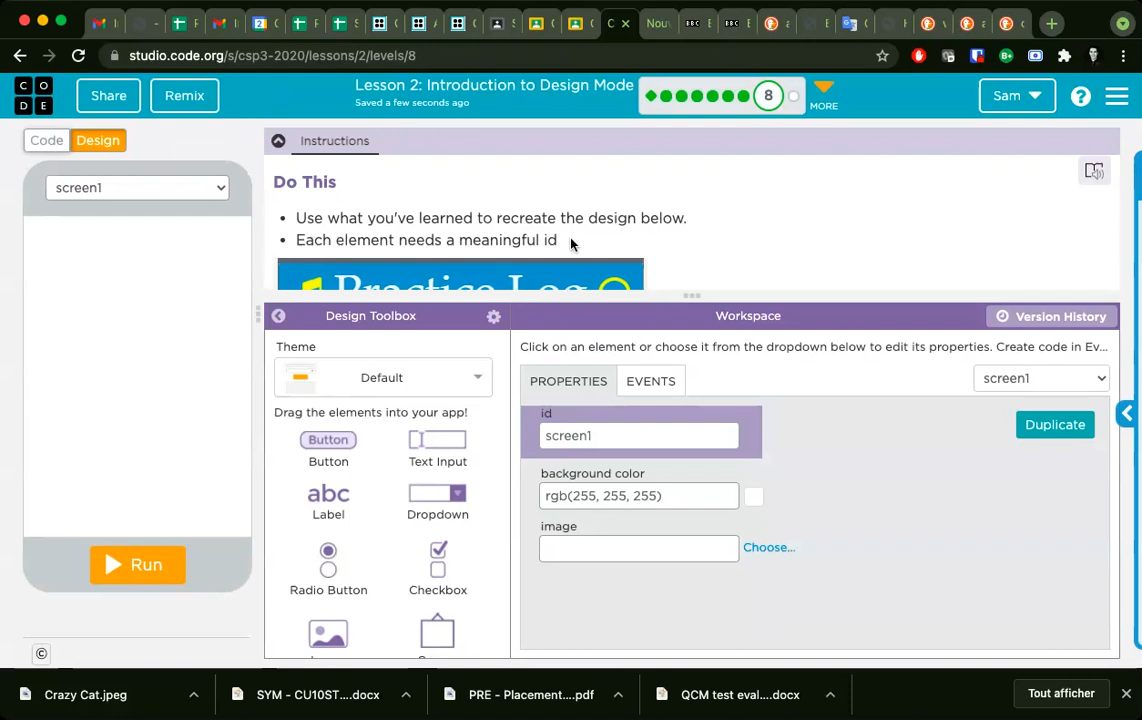 studio.code.org/s/csp3-2020/lessons/2/levels/8
C O
D E
Share
Remix
Lesson 2: Introduction to Design Mode
Saved a few seconds ago
8
MORE
Sam
?
Code
Design
Instructions
screen1
Do This
• Use what you've learned to recreate the design below.
• Each element needs a meaningful id
Practice Log
Design Toolbox
Workspace
Version History
Theme
Click on an element or choose it from the dropdown below to edit its properties. Create code in Ev...
Default
PROPERTIES
EVENTS
screen1
Drag the elements into your app!
id
screen1
Duplicate
Button
Button
Text Input
background color
rgb(255, 255, 255)
abc
Label
Dropdown
image
Choose...
Run
Radio Button
Checkbox
©
Crazy Cat.jpeg
SYM - CU10ST....docx
PRE - Placement....pdf
QCM test eval....docx
Tout afficher